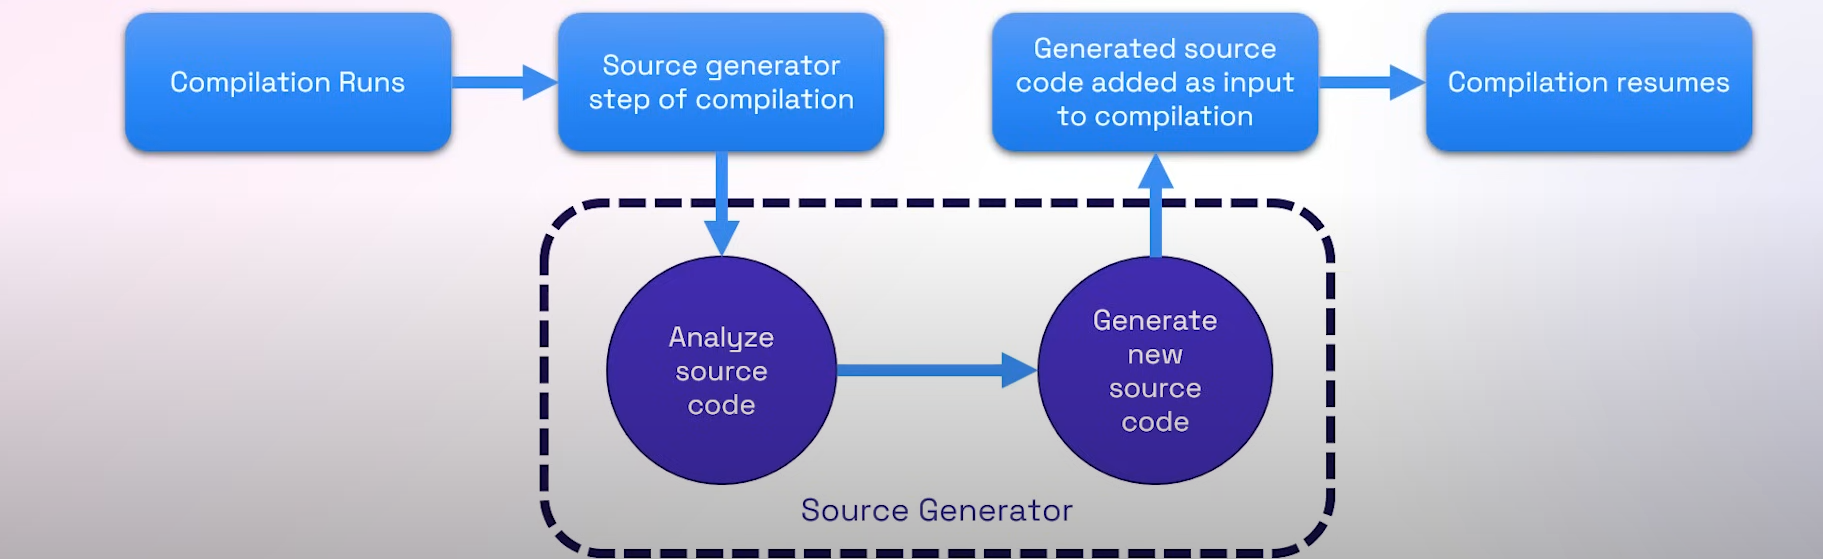 Compilation Runs
Source generator
step of compilation
Generated source
code added as input
to compilation
Compilation resumes
Analyze
source
code
Generate
new
source
code
Source Generator